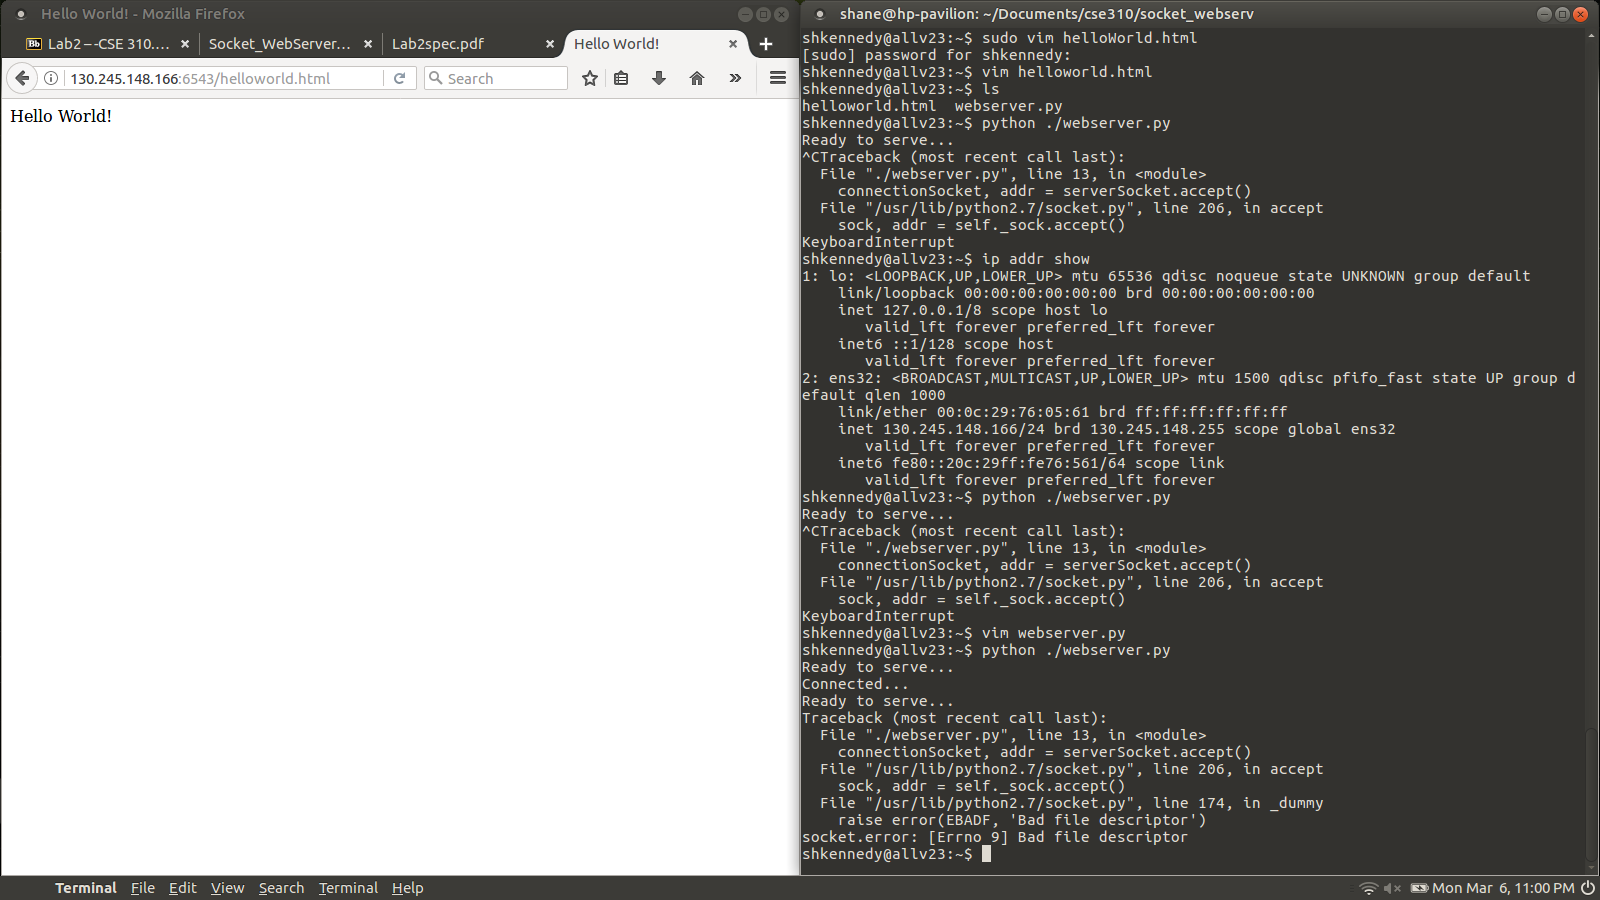 Hello World! - Mozilla Firefox
Bb Lab2 – -CSE 310.… × Socket_WebServer… × Lab2spec.pdf × Hello World! × +
130.245.148.166:6543/helloworld.html Search
Hello World!
shane@hp-pavilion: ~/Documents/cse310/socket_webserv
shkennedy@allv23:~$ sudo vim helloWorld.html
[sudo] password for shkennedy:
shkennedy@allv23:~$ vim helloworld.html
shkennedy@allv23:~$ ls
helloworld.html  webserver.py
shkennedy@allv23:~$ python ./webserver.py
Ready to serve...
^CTraceback (most recent call last):
  File "./webserver.py", line 13, in <module>
    connectionSocket, addr = serverSocket.accept()
  File "/usr/lib/python2.7/socket.py", line 206, in accept
    sock, addr = self._sock.accept()
KeyboardInterrupt
shkennedy@allv23:~$ ip addr show
1: lo: <LOOPBACK,UP,LOWER_UP> mtu 65536 qdisc noqueue state UNKNOWN group default
    link/loopback 00:00:00:00:00:00 brd 00:00:00:00:00:00
    inet 127.0.0.1/8 scope host lo
       valid_lft forever preferred_lft forever
    inet6 ::1/128 scope host
       valid_lft forever preferred_lft forever
2: ens32: <BROADCAST,MULTICAST,UP,LOWER_UP> mtu 1500 qdisc pfifo_fast state UP group d
efault qlen 1000
    link/ether 00:0c:29:76:05:61 brd ff:ff:ff:ff:ff:ff
    inet 130.245.148.166/24 brd 130.245.148.255 scope global ens32
       valid_lft forever preferred_lft forever
    inet6 fe80::20c:29ff:fe76:561/64 scope link
       valid_lft forever preferred_lft forever
shkennedy@allv23:~$ python ./webserver.py
Ready to serve...
^CTraceback (most recent call last):
  File "./webserver.py", line 13, in <module>
    connectionSocket, addr = serverSocket.accept()
  File "/usr/lib/python2.7/socket.py", line 206, in accept
    sock, addr = self._sock.accept()
KeyboardInterrupt
shkennedy@allv23:~$ vim webserver.py
shkennedy@allv23:~$ python ./webserver.py
Ready to serve...
Connected...
Ready to serve...
Traceback (most recent call last):
  File "./webserver.py", line 13, in <module>
    connectionSocket, addr = serverSocket.accept()
  File "/usr/lib/python2.7/socket.py", line 206, in accept
    sock, addr = self._sock.accept()
  File "/usr/lib/python2.7/socket.py", line 174, in _dummy
    raise error(EBADF, 'Bad file descriptor')
socket.error: [Errno 9] Bad file descriptor
shkennedy@allv23:~$
Terminal File Edit View Search Terminal Help Mon Mar 6, 11:00 PM